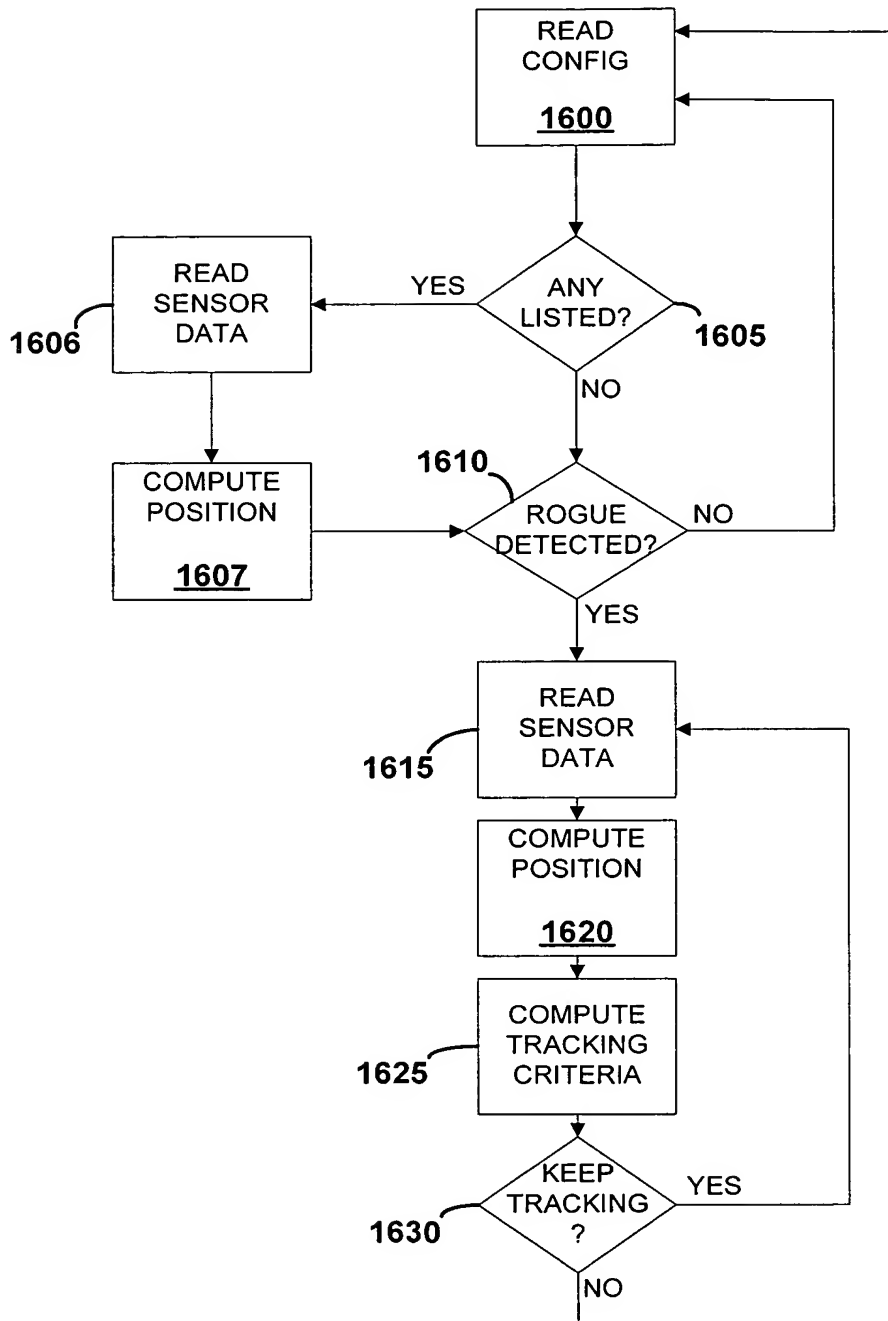 READ
CONFIG
1600
READ
SENSOR
DATA
1606
YES
ANY
LISTED?
1605
NO
COMPUTE
POSITION
1607
1610
ROGUE
DETECTED?
NO
YES
READ
SENSOR
DATA
1615
COMPUTE
POSITION
1620
COMPUTE
TRACKING
CRITERIA
1625
KEEP
TRACKING
?
YES
1630
NO